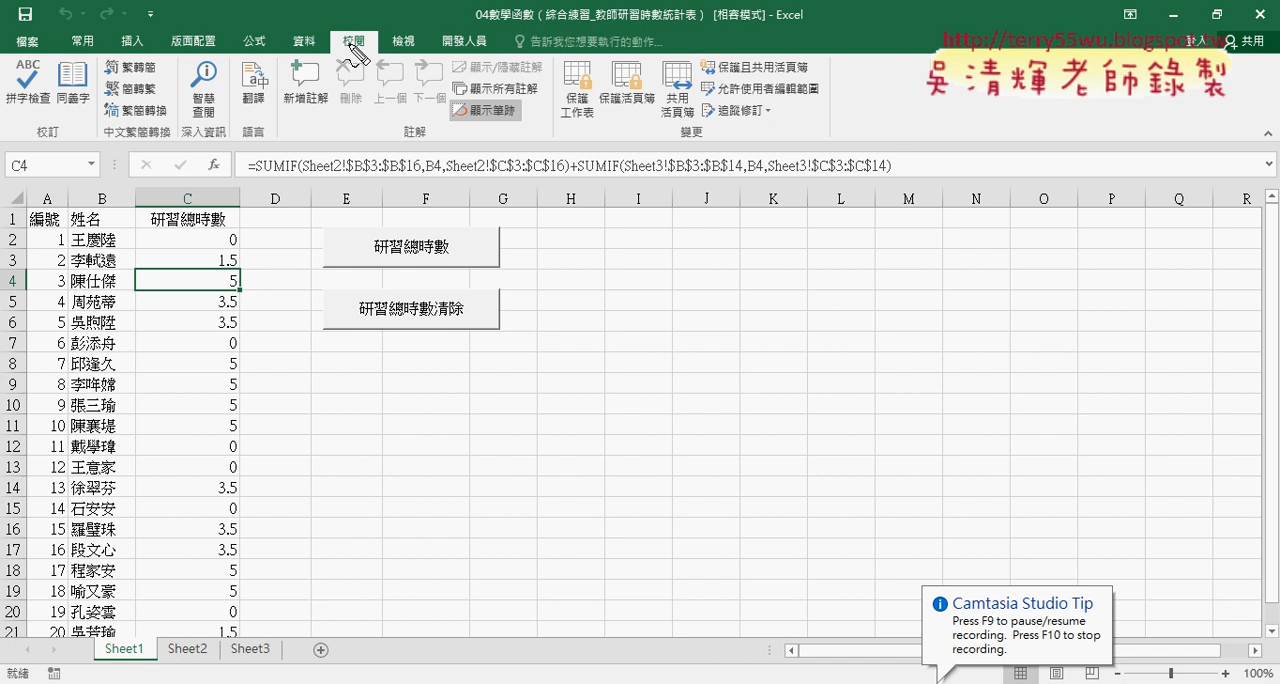 04數學函數（綜合練習_教師研習時數統計表） [相容模式] - Excel
檔案 常用 插入 版面配置 公式 資料 校閱 檢視 開發人員 告訴我您想要執行的動作... 登入 共用
http://terry55wu.blogspot.tw
吳清輝老師錄製
ABC
拼字檢查 同義字 繁轉簡 簡轉繁 中文繁簡轉換 智慧查閱 翻譯 新增註解 刪除 上一個 下一個 顯示/隱藏註解 顯示所有註解 顯示筆跡 保護工作表 保護活頁簿 共用活頁簿 保護且共用活頁簿 允許使用者編輯範圍 追蹤修訂
校訂 中文繁簡轉換 深入資訊 語言 註解 變更
C4 fx =SUMIF(Sheet2!$B$3:$B$16,B4,Sheet2!$C$3:$C$16)+SUMIF(Sheet3!$B$3:$B$14,B4,Sheet3!$C$3:$C$14)
A B C D E F G H I J K L M N O P Q R
1 編號 姓名 研習總時數
2 1 王慶陸 0
3 2 李軾遠 1.5
4 3 陳仕傑 5
5 4 周苑蒂 3.5
6 5 吳煦陞 3.5
7 6 彭添舟 0
8 7 邱逢久 5
9 8 李哞嫦 5
10 9 張三瑜 5
11 10 陳襄堤 5
12 11 戴學瑋 0
13 12 王意家 0
14 13 徐翠芬 3.5
15 14 石安安 0
16 15 羅璧珠 3.5
17 16 段文心 3.5
18 17 程家安 5
19 18 喻又豪 5
20 19 孔姿雲 0
21 20 吳芳瑜 1.5
研習總時數
研習總時數清除
Camtasia Studio Tip
Press F9 to pause/resume
recording. Press F10 to stop
recording.
Sheet1 Sheet2 Sheet3
就緒 100%